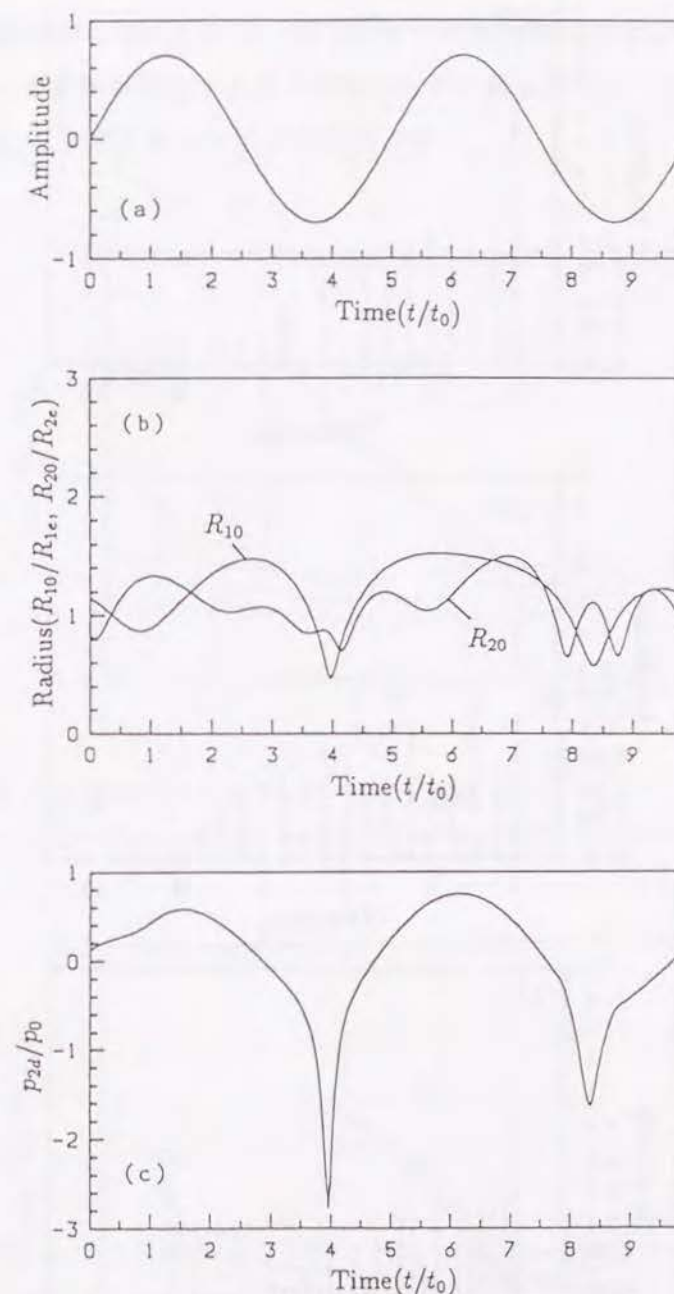 1
0
−1
Amplitude
(a)
0 1 2 3 4 5 6 7 8 9
Time(t/t₀)
3
2
1
0
Radius(R₁₀/R₁ₑ, R₂₀/R₂ₑ)
(b)
R₁₀
R₂₀
0 1 2 3 4 5 6 7 8 9
Time(t/t₀)
1
0
−1
−2
−3
p₂d/p₀
(c)
0 1 2 3 4 5 6 7 8 9
Time(t/t₀)